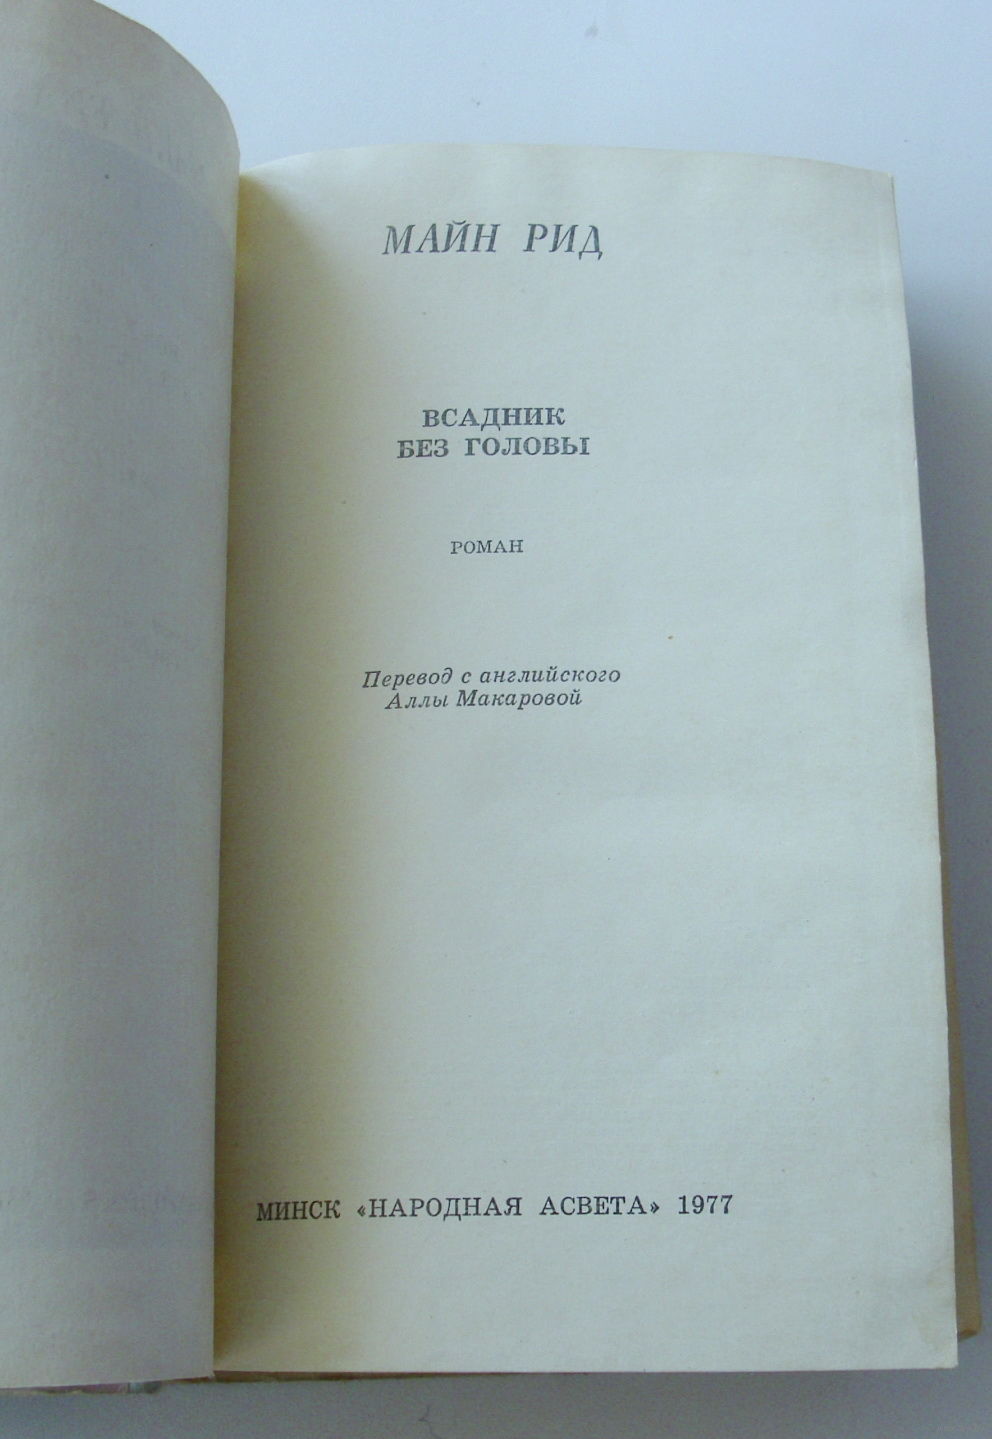 МАЙН РИД
ВСАДНИК
БЕЗ ГОЛОВЫ
РОМАН
Перевод с английского
Аллы Макаровой
МИНСК «НАРОДНАЯ АСВЕТА» 1977